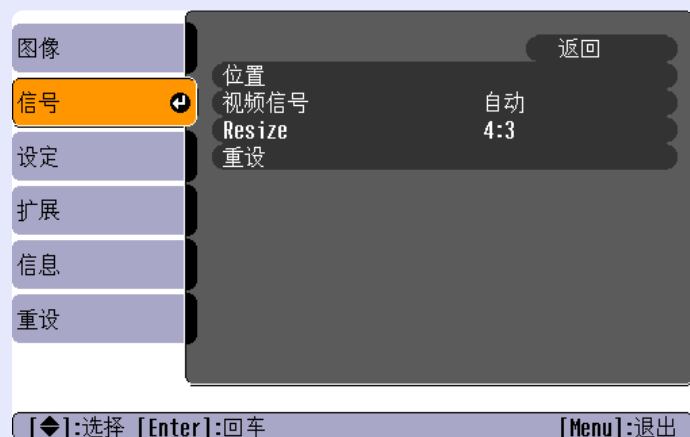 图像
信号
设定
扩展
信息
重设
返回
位置
视频信号 自动
Resize 4:3
重设
[◆]:选择 [Enter]:回车 [Menu]:退出